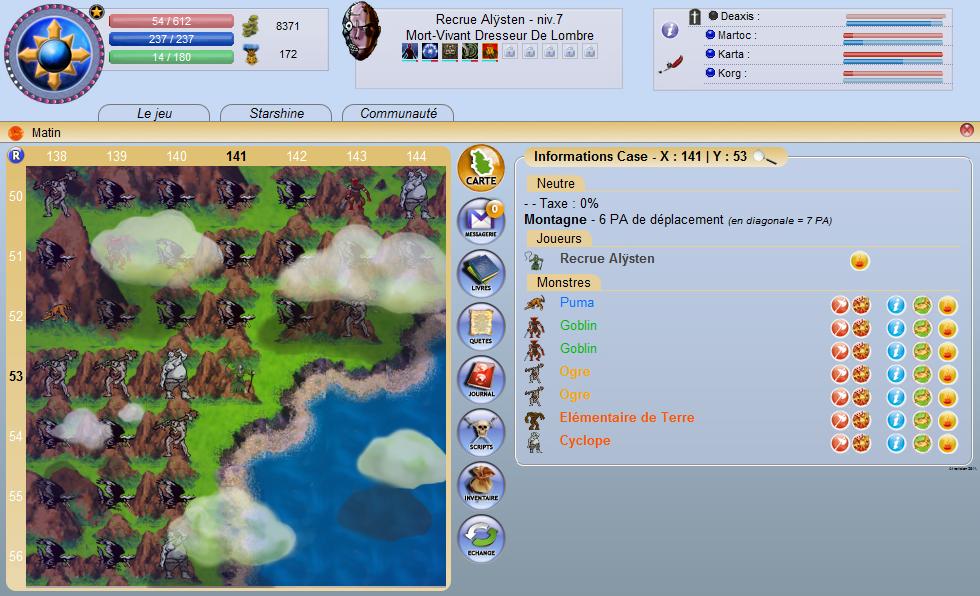 54 / 612
237 / 237
14 / 180
8371
172
Recrue Alÿsten - niv.7
Mort-Vivant Dresseur De Lombre
Deaxis :
Martoc :
Karta :
Korg :
Le jeu
Starshine
Communauté
Matin
R
138 139 140 141 142 143 144
50
51
52
53
54
55
56
CARTE
0
MESSAGERIE
LIVRES
QUETES
JOURNAL
SCRIPTS
INVENTAIRE
ECHANGE
Informations Case - X : 141 | Y : 53
Neutre
- - Taxe : 0%
Montagne - 6 PA de déplacement (en diagonale = 7 PA)
Joueurs
Recrue Alÿsten
Monstres
Puma
Goblin
Goblin
Ogre
Ogre
Elémentaire de Terre
Cyclope